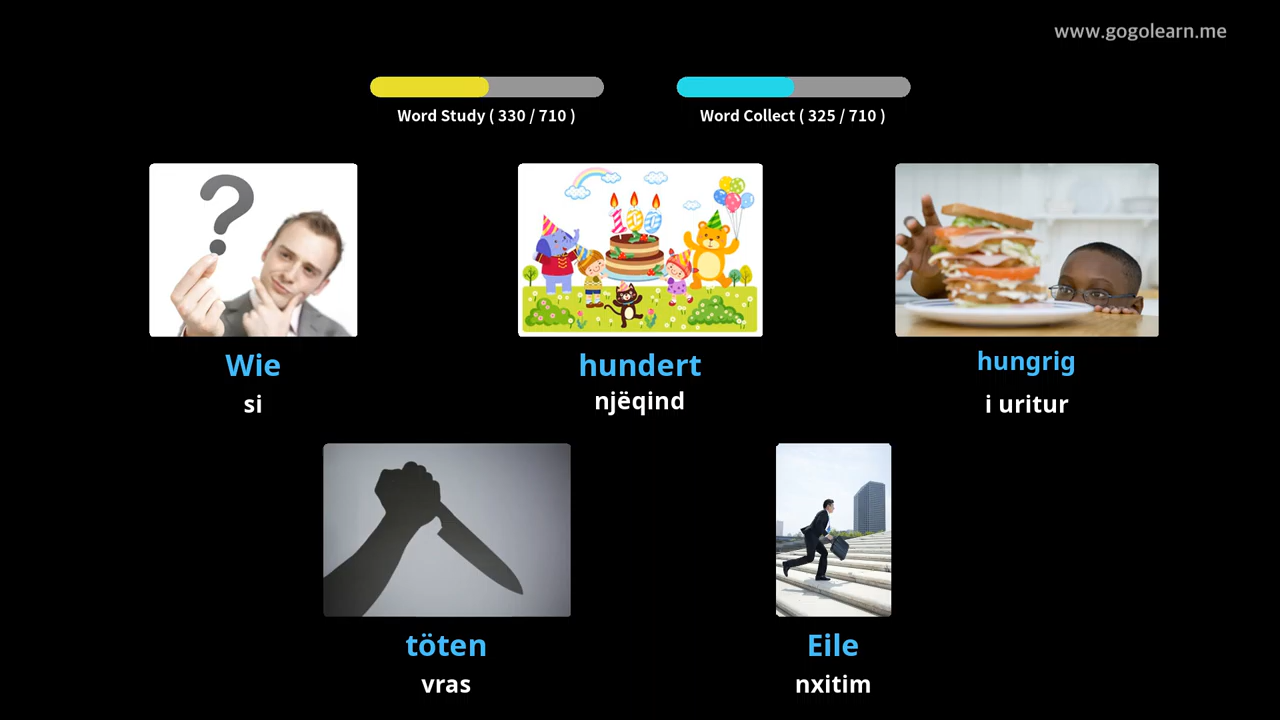 www.gogolearn.me
Word Study ( 330 / 710 )
Word Collect ( 325 / 710 )
100
Wie
si
hundert
njëqind
hungrig
i uritur
töten
vras
Eile
nxitim